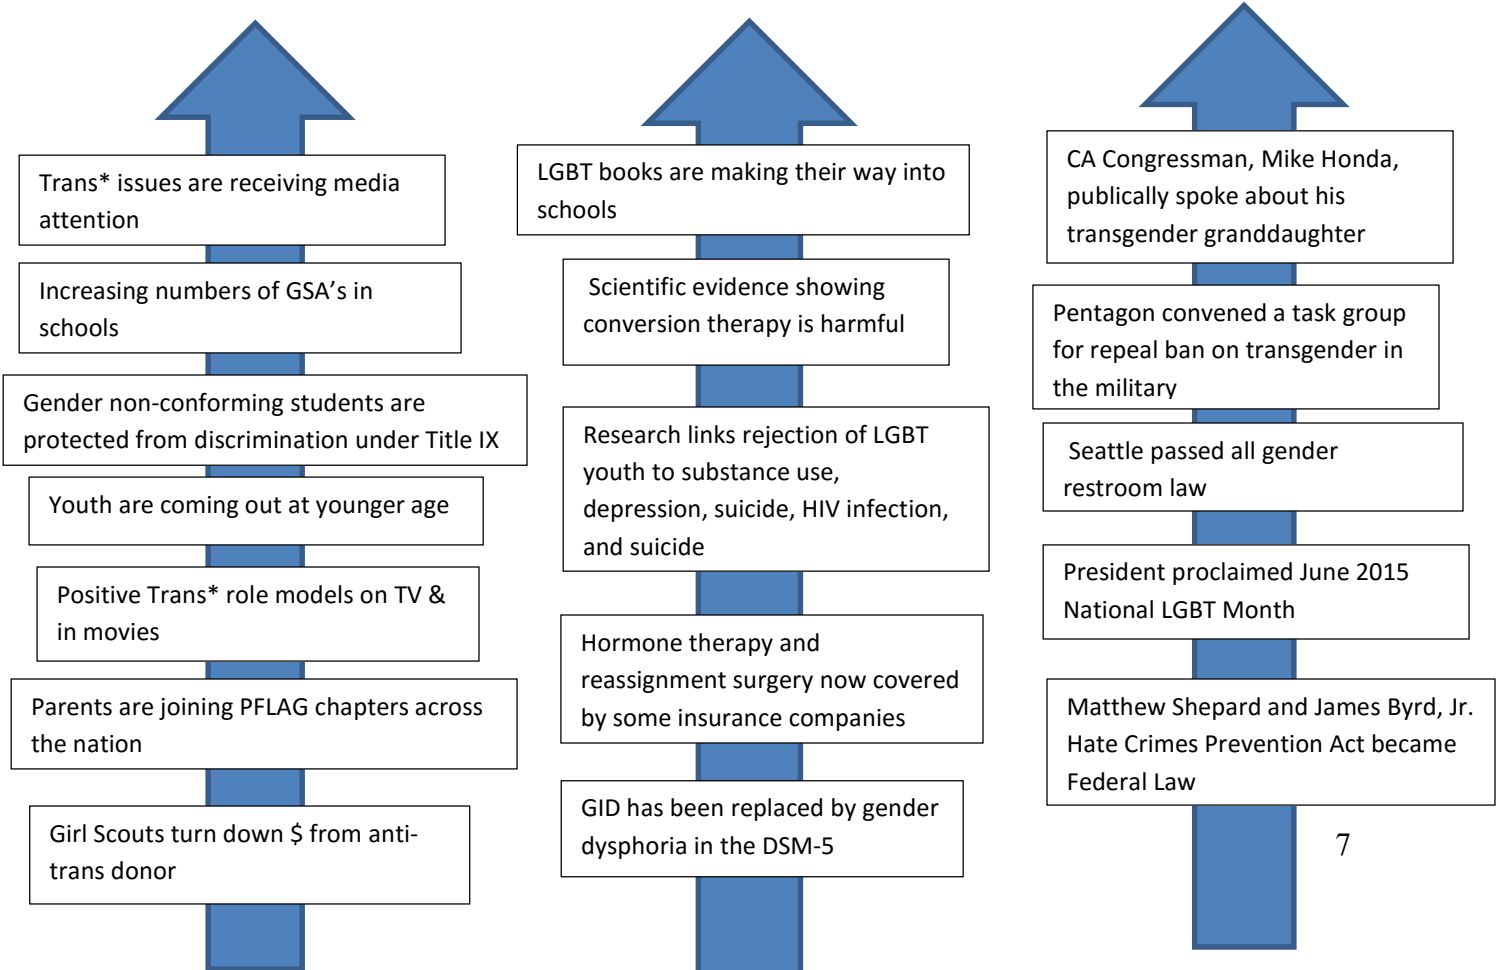 Trans* issues are receiving media
attention
Increasing numbers of GSA’s in
schools
Gender non-conforming students are
protected from discrimination under Title IX
Youth are coming out at younger age
Positive Trans* role models on TV &
in movies
Parents are joining PFLAG chapters across
the nation
Girl Scouts turn down $ from anti-
trans donor
LGBT books are making their way into
schools
Scientific evidence showing
conversion therapy is harmful
Research links rejection of LGBT
youth to substance use,
depression, suicide, HIV infection,
and suicide
Hormone therapy and
reassignment surgery now covered
by some insurance companies
GID has been replaced by gender
dysphoria in the DSM-5
CA Congressman, Mike Honda,
publically spoke about his
transgender granddaughter
Pentagon convened a task group
for repeal ban on transgender in
the military
Seattle passed all gender
restroom law
President proclaimed June 2015
National LGBT Month
Matthew Shepard and James Byrd, Jr.
Hate Crimes Prevention Act became
Federal Law
7